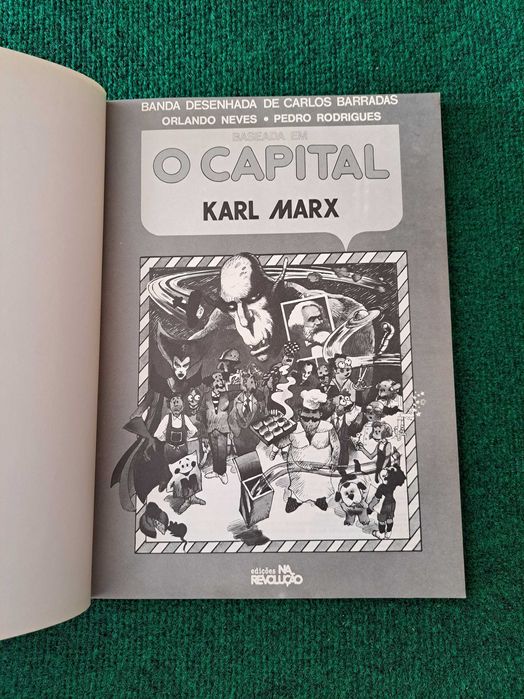 BANDA DESENHADA DE CARLOS BARRADAS
ORLANDO NEVES • PEDRO RODRIGUES
BASEADA EM
O CAPITAL
KARL MARX
edições NA
REVOLUÇÃO